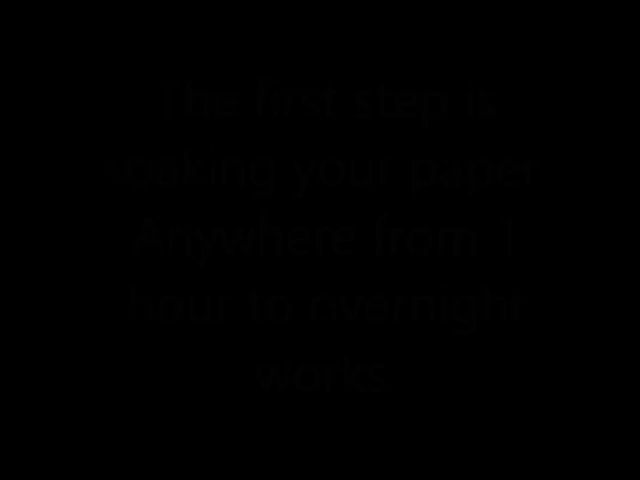 The first step is
soaking your paper
Anywhere from 1
hour to overnight
works